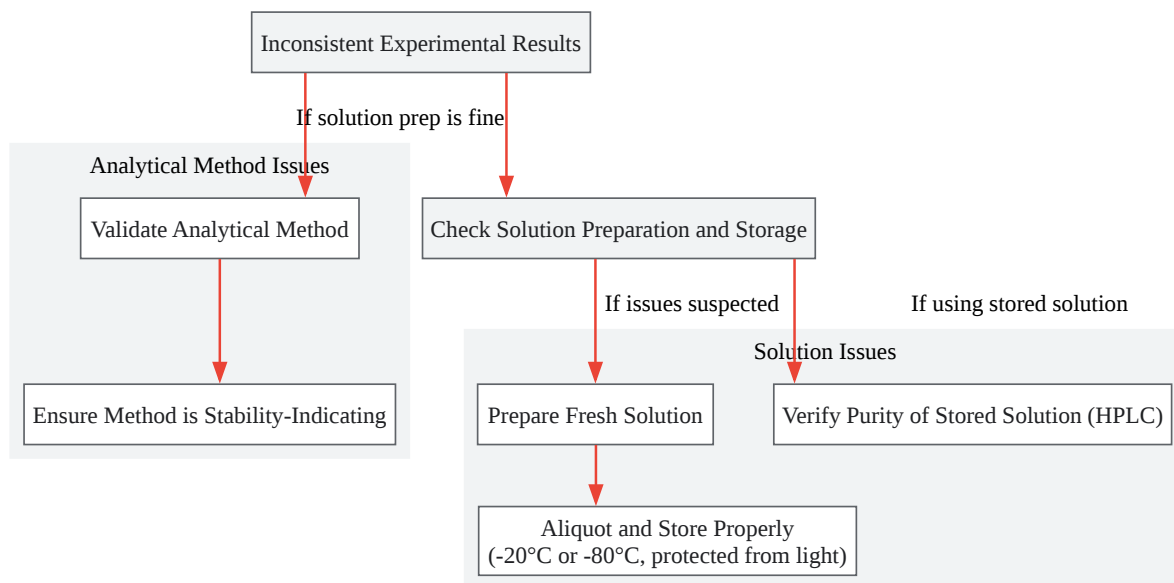 Inconsistent Experimental Results
If solution prep is fine
Analytical Method Issues
Validate Analytical Method
Check Solution Preparation and Storage
If issues suspected
If using stored solution
Solution Issues
Ensure Method is Stability-Indicating
Prepare Fresh Solution
Verify Purity of Stored Solution (HPLC)
Aliquot and Store Properly
(-20°C or -80°C, protected from light)